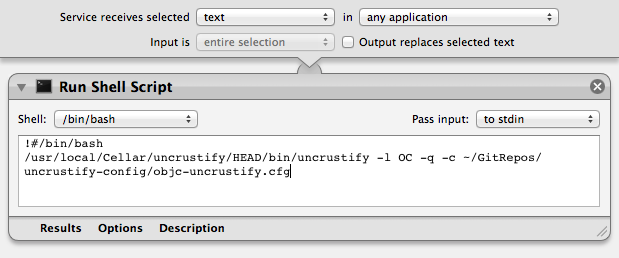 Service receives selected text in any application
Input is entire selection Output replaces selected text
Run Shell Script
Shell: /bin/bash Pass input: to stdin
!#/bin/bash
/usr/local/Cellar/uncrustify/HEAD/bin/uncrustify -l OC -q -c ~/GitRepos/
uncrustify-config/objc-uncrustify.cfg
Results Options Description